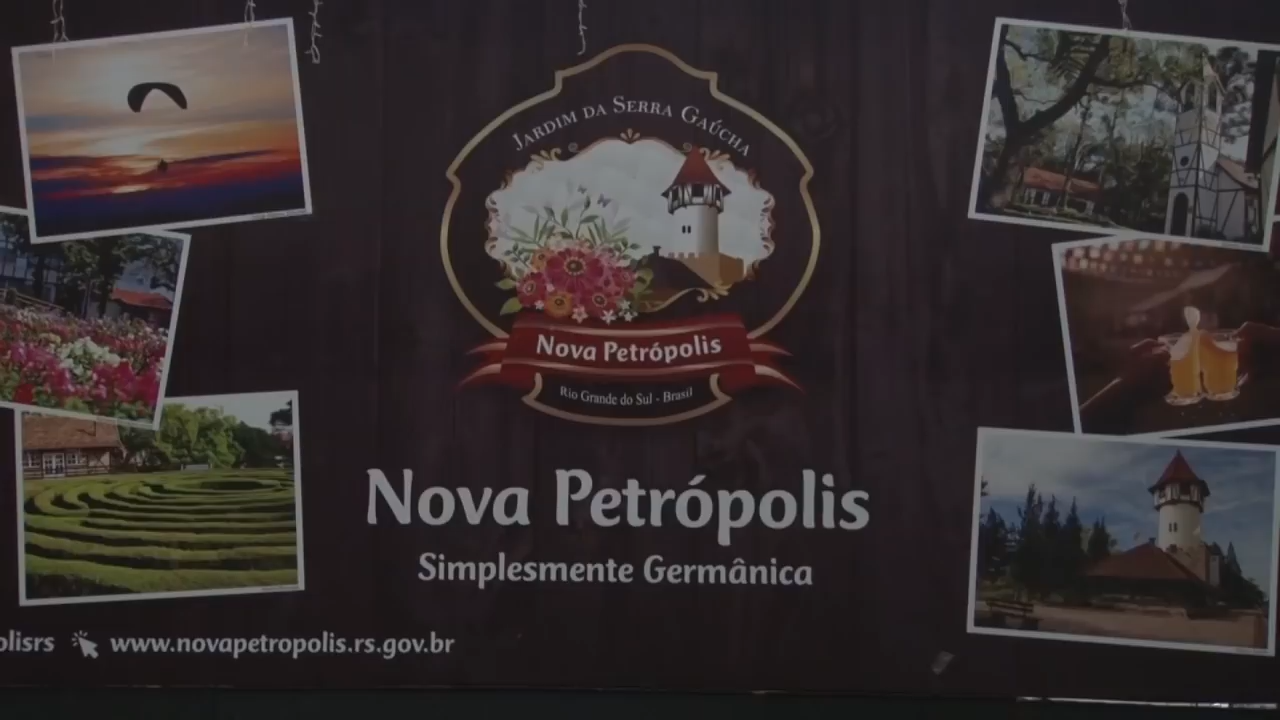 JARDIM DA SERRA GAÚCHA
Nova Petrópolis
Rio Grande do Sul - Brasil
Nova Petrópolis
Simplesmente Germânica
olisrs www.novapetropolis.rs.gov.br